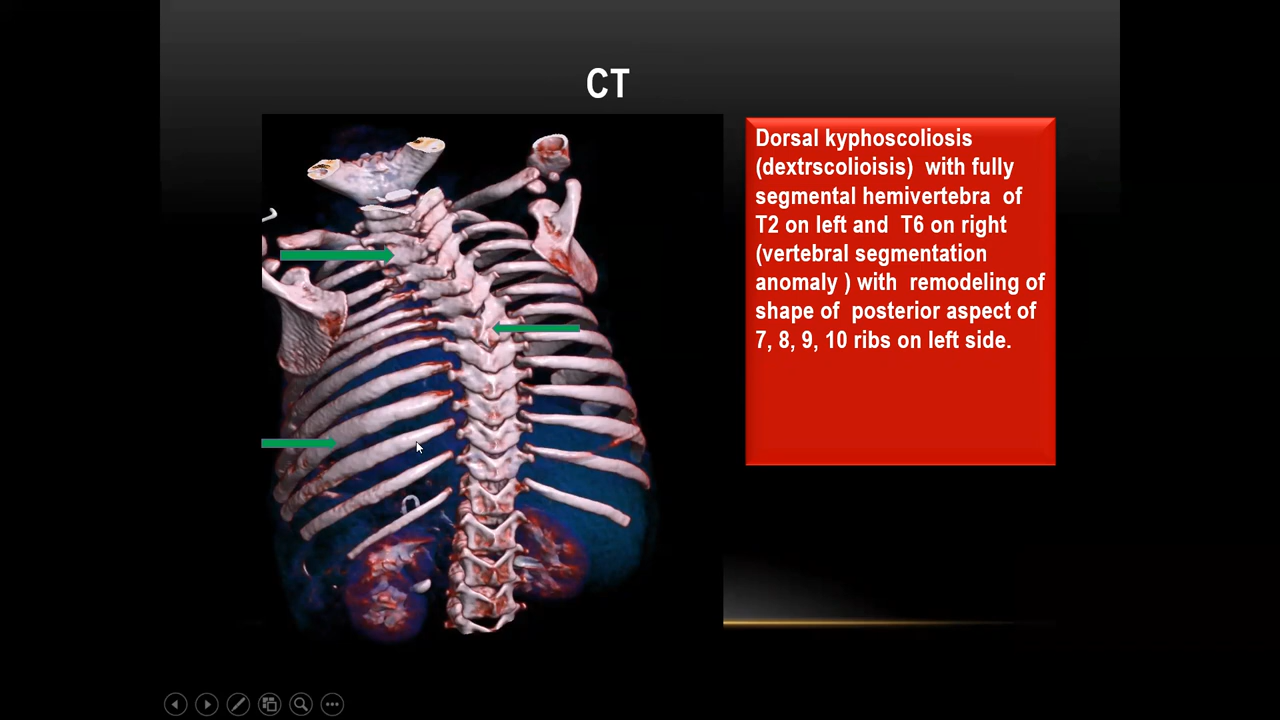 CT
Dorsal kyphoscoliosis
(dextrscolioisis) with fully
segmental hemivertebra of
T2 on left and T6 on right
(vertebral segmentation
anomaly ) with remodeling of
shape of posterior aspect of
7, 8, 9, 10 ribs on left side.